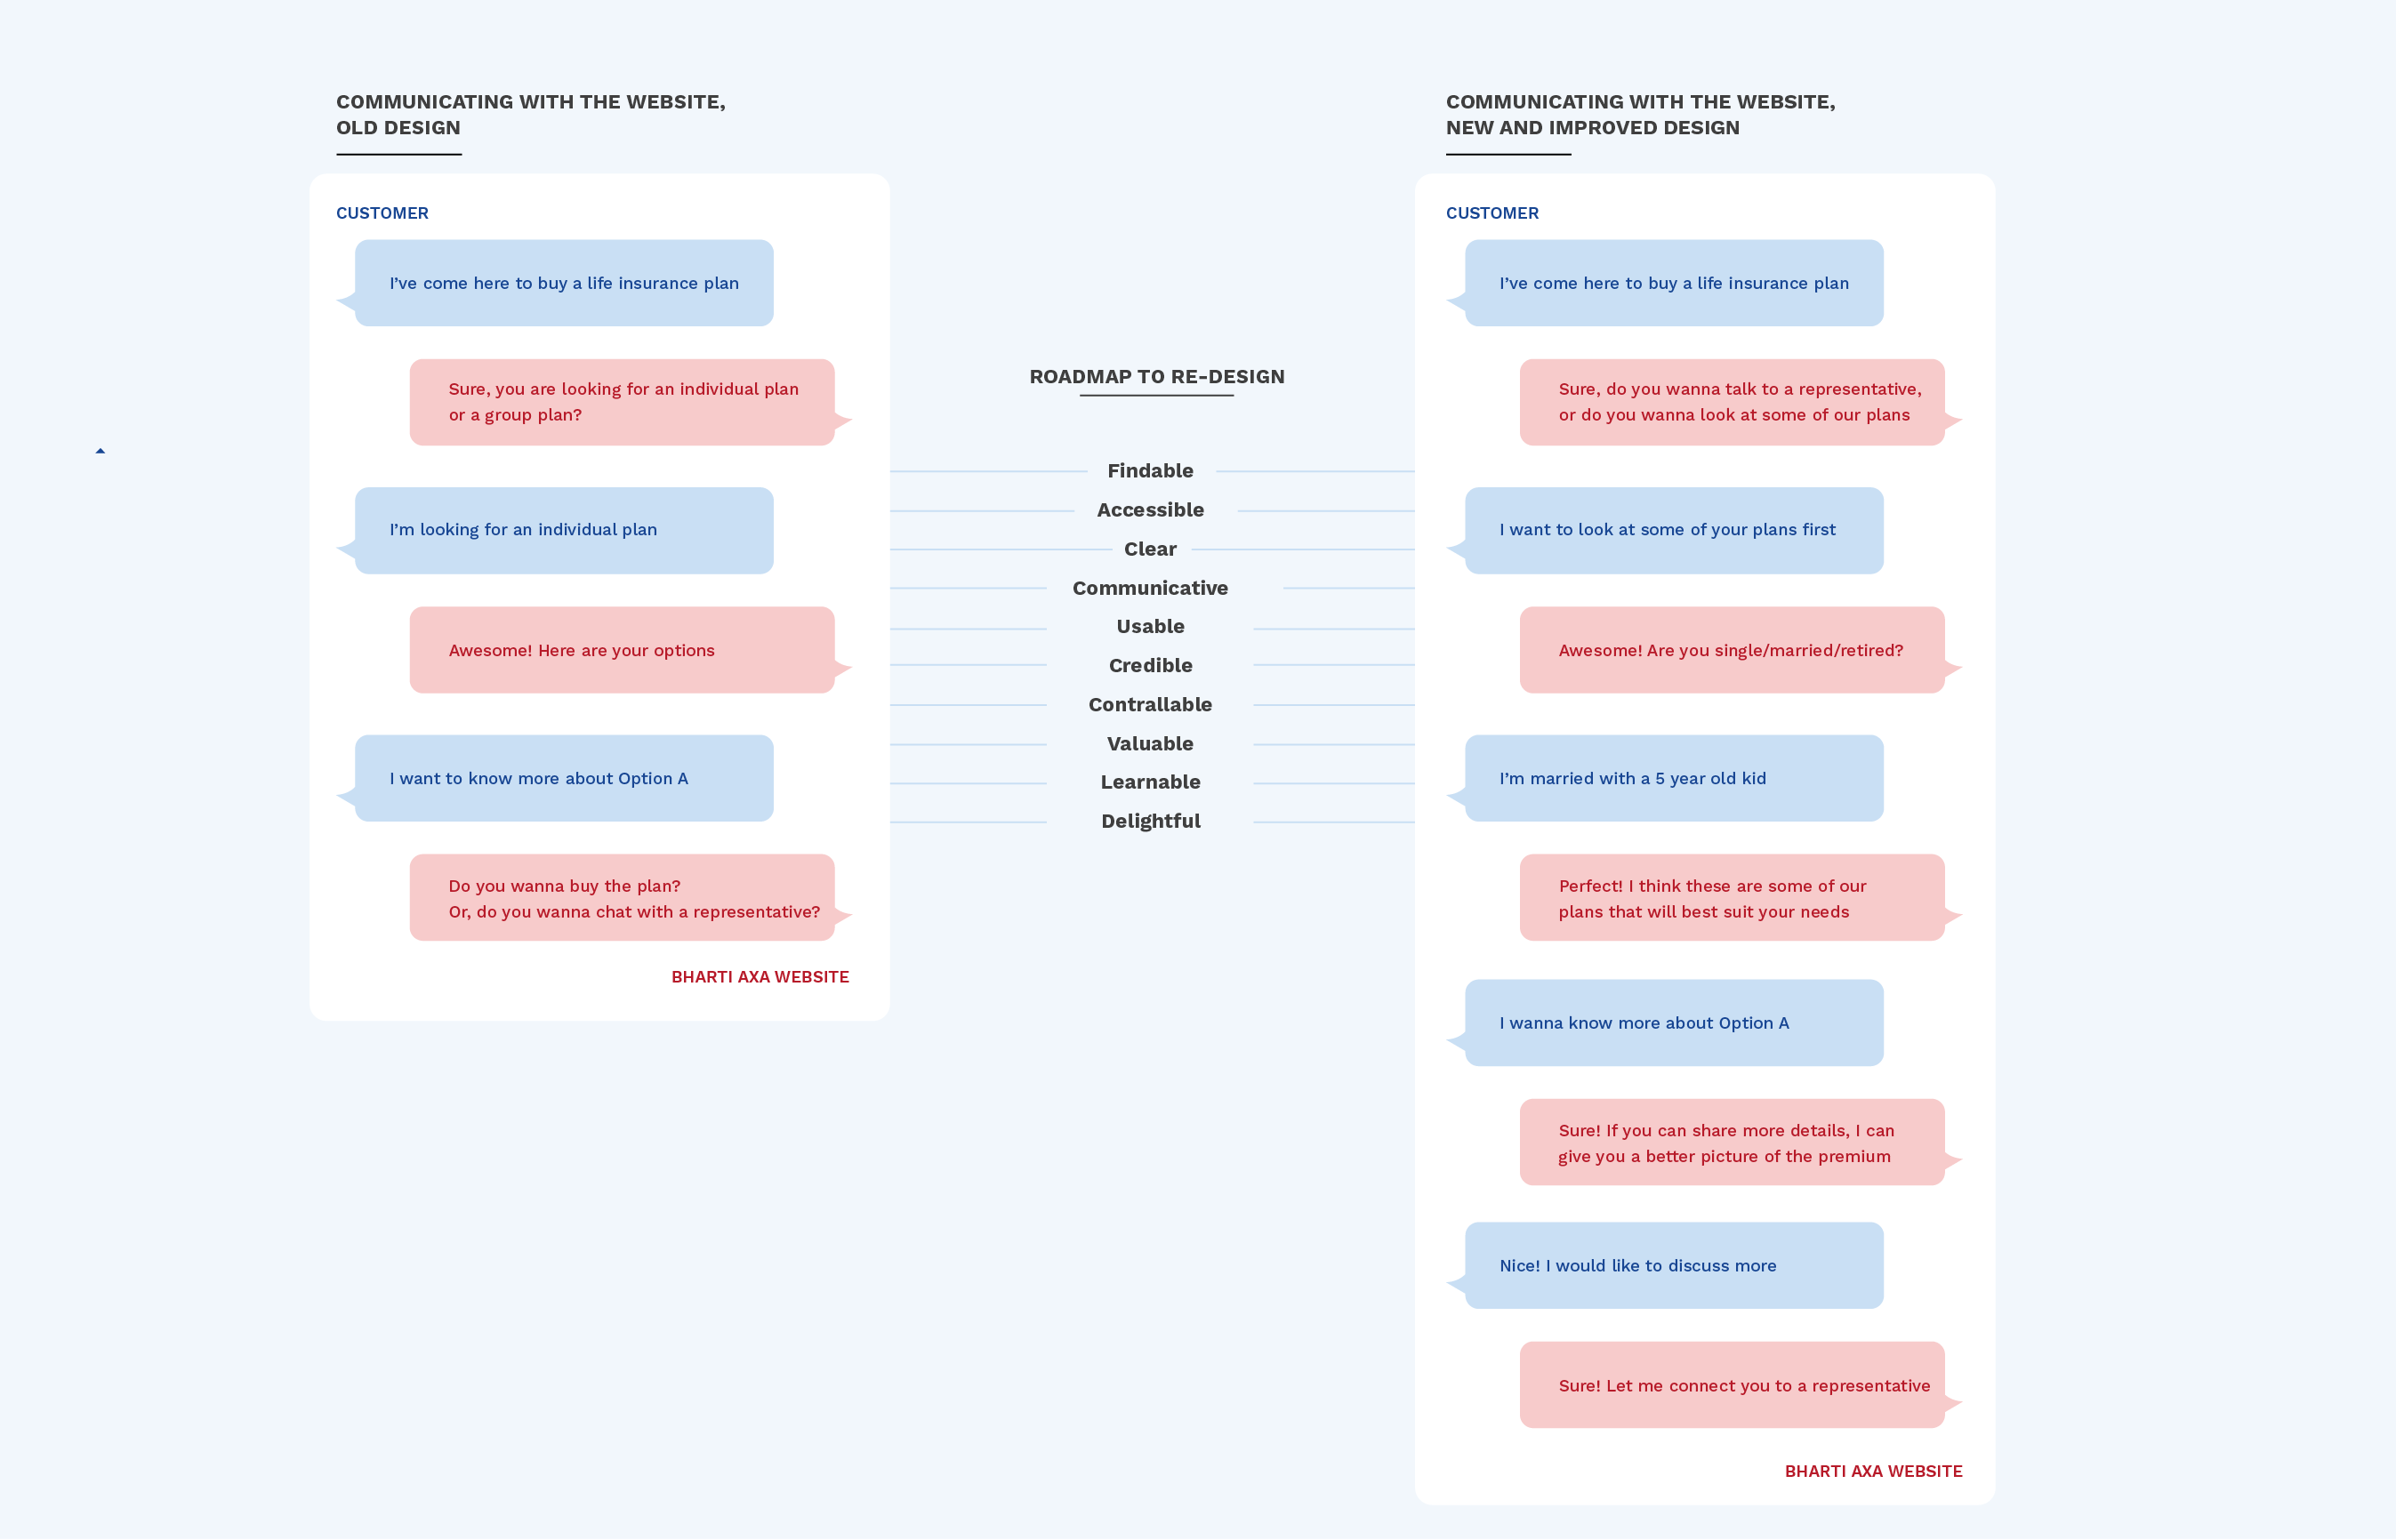 COMMUNICATING WITH THE WEBSITE,
OLD DESIGN
CUSTOMER
I’ve come here to buy a life insurance plan
Sure, you are looking for an individual plan
or a group plan?
I’m looking for an individual plan
Awesome! Here are your options
I want to know more about Option A
Do you wanna buy the plan?
Or, do you wanna chat with a representative?
BHARTI AXA WEBSITE
ROADMAP TO RE-DESIGN
Findable
Accessible
Clear
Communicative
Usable
Credible
Contrallable
Valuable
Learnable
Delightful
COMMUNICATING WITH THE WEBSITE,
NEW AND IMPROVED DESIGN
CUSTOMER
I’ve come here to buy a life insurance plan
Sure, do you wanna talk to a representative,
or do you wanna look at some of our plans
I want to look at some of your plans first
Awesome! Are you single/married/retired?
I’m married with a 5 year old kid
Perfect! I think these are some of our
plans that will best suit your needs
I wanna know more about Option A
Sure! If you can share more details, I can
give you a better picture of the premium
Nice! I would like to discuss more
Sure! Let me connect you to a representative
BHARTI AXA WEBSITE